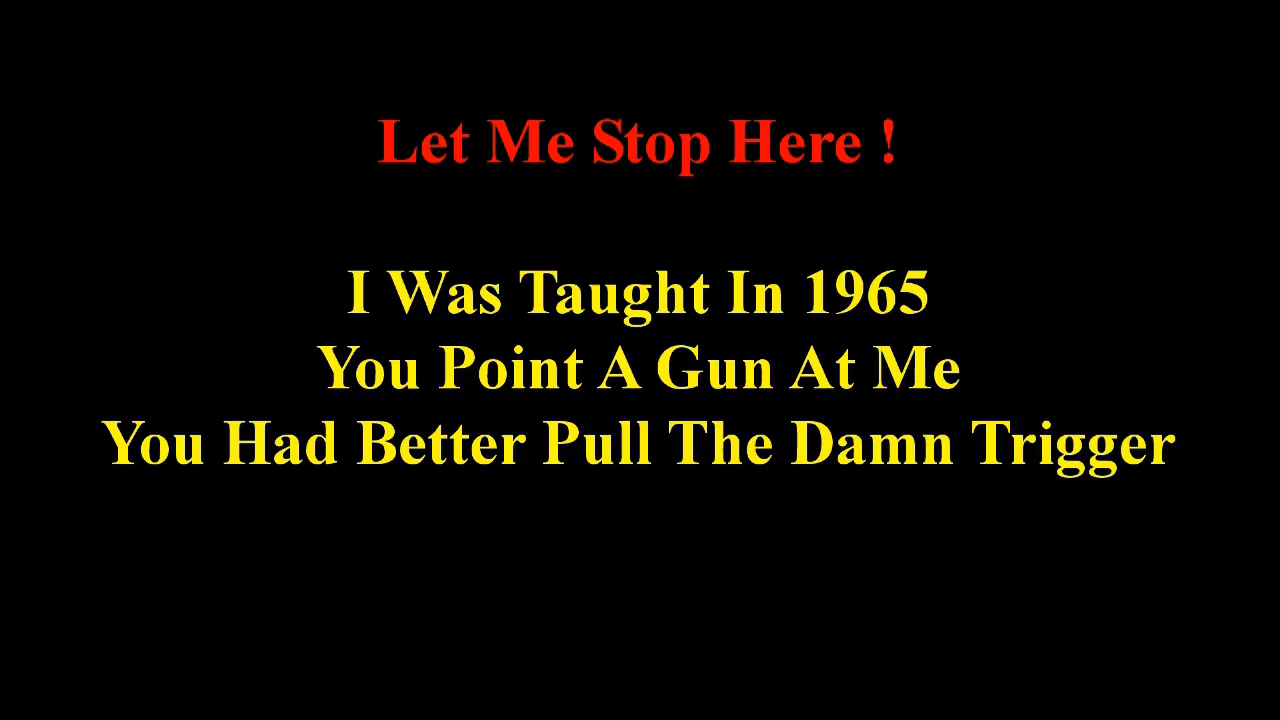 Let Me Stop Here !
I Was Taught In 1965
You Point A Gun At Me
You Had Better Pull The Damn Trigger